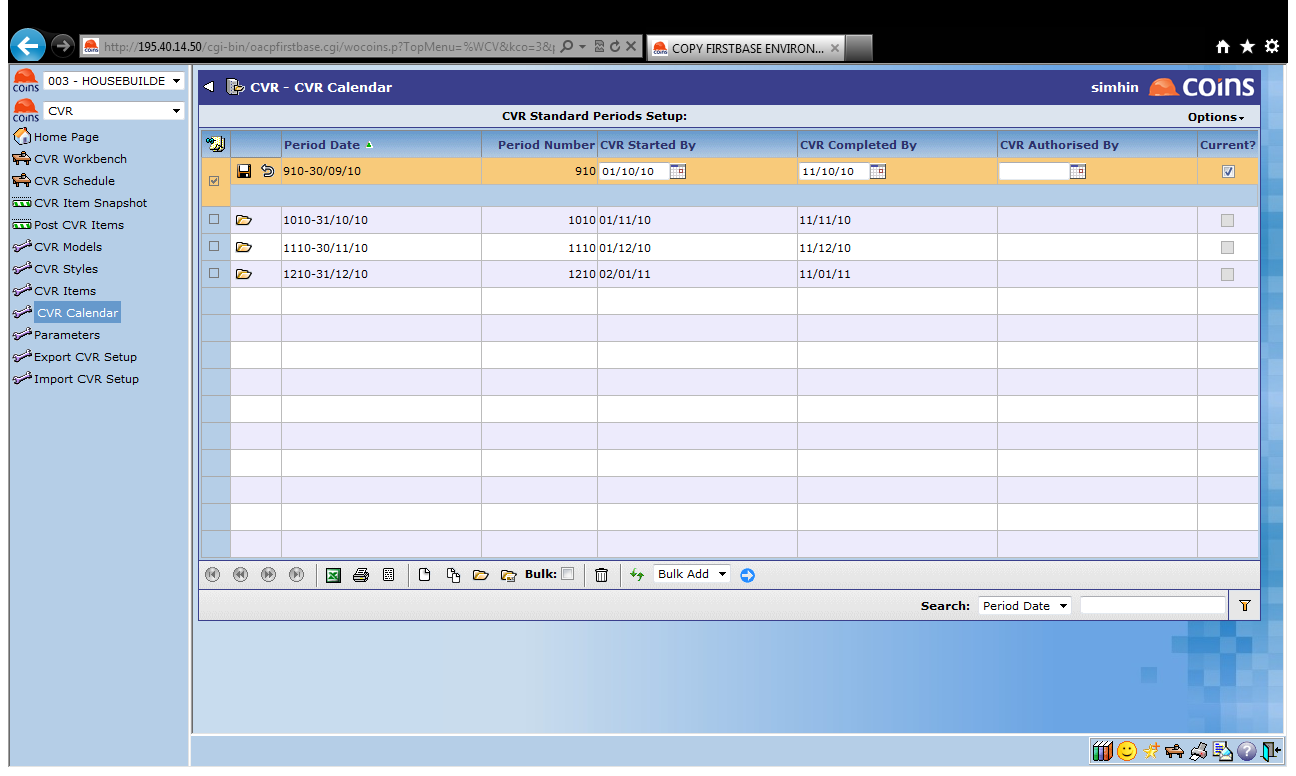 http://195.40.14.50/cgi-bin/oacpfirstbase.cgi/wocoins.p?TopMenu=%WCV&kco=3&
COPY FIRSTBASE ENVIRON...
coins 003 - HOUSEBUILDE
coins CVR
Home Page
CVR Workbench
CVR Schedule
CVR Item Snapshot
Post CVR Items
CVR Models
CVR Styles
CVR Items
CVR Calendar
Parameters
Export CVR Setup
Import CVR Setup
CVR - CVR Calendar simhin coins
CVR Standard Periods Setup: Options
Period Date Period Number CVR Started By CVR Completed By CVR Authorised By Current?
910-30/09/10 910 01/10/10 11/10/10
1010-31/10/10 1010 01/11/10 11/11/10
1110-30/11/10 1110 01/12/10 11/12/10
1210-31/12/10 1210 02/01/11 11/01/11
Bulk: Bulk Add
Search: Period Date